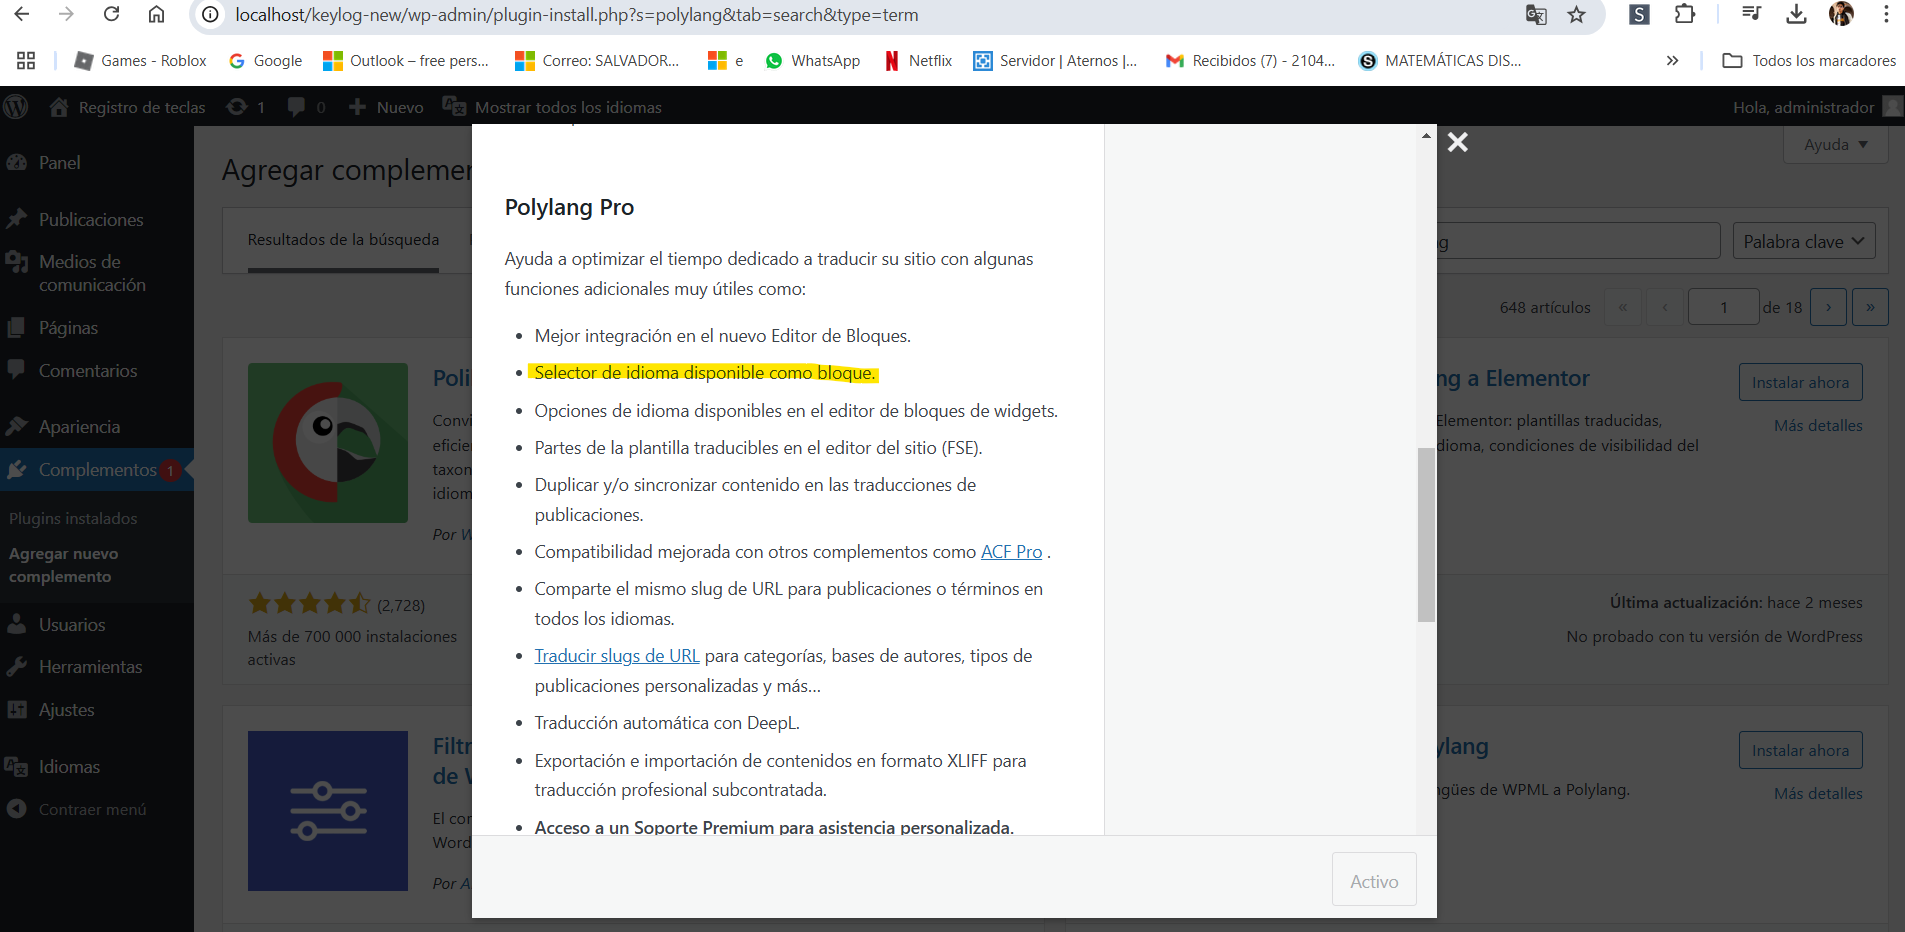 localhost/keylog-new/wp-admin/plugin-install.php?s=polylang&tab=search&type=term
S
Games - Roblox
Google
Outlook – free pers...
Correo: SALVADOR...
e
WhatsApp
Netflix
Servidor | Aternos |...
Recibidos (7) - 2104...
MATEMÁTICAS DIS...
Todos los marcadores
Registro de teclas
1
0
Nuevo
Mostrar todos los idiomas
Hola, administrador
Panel
Publicaciones
Medios de
comunicación
Páginas
Comentarios
Apariencia
Complementos 1
Plugins instalados
Agregar nuevo
complemento
Usuarios
Herramientas
Ajustes
Idiomas
Contraer menú
Agregar complemen
Ayuda
Resultados de la búsqueda
g
Palabra clave
648 artículos
«
‹
1
de 18
›
»
Poli
Convi
eficie
taxon
idiom
Por W
(2,728)
Más de 700 000 instalaciones
activas
Filtr
de W
El cor
Word
Por A
Polylang Pro
Ayuda a optimizar el tiempo dedicado a traducir su sitio con algunas
funciones adicionales muy útiles como:
• Mejor integración en el nuevo Editor de Bloques.
• Selector de idioma disponible como bloque.
• Opciones de idioma disponibles en el editor de bloques de widgets.
• Partes de la plantilla traducibles en el editor del sitio (FSE).
• Duplicar y/o sincronizar contenido en las traducciones de
publicaciones.
• Compatibilidad mejorada con otros complementos como ACF Pro .
• Comparte el mismo slug de URL para publicaciones o términos en
todos los idiomas.
• Traducir slugs de URL para categorías, bases de autores, tipos de
publicaciones personalizadas y más...
• Traducción automática con DeepL.
• Exportación e importación de contenidos en formato XLIFF para
traducción profesional subcontratada.
• Acceso a un Soporte Premium para asistencia personalizada.
Activo
ng a Elementor
Instalar ahora
Elementor: plantillas traducidas,
dioma, condiciones de visibilidad del
Más detalles
Última actualización: hace 2 meses
No probado con tu versión de WordPress
ylang
Instalar ahora
ngües de WPML a Polylang.
Más detalles